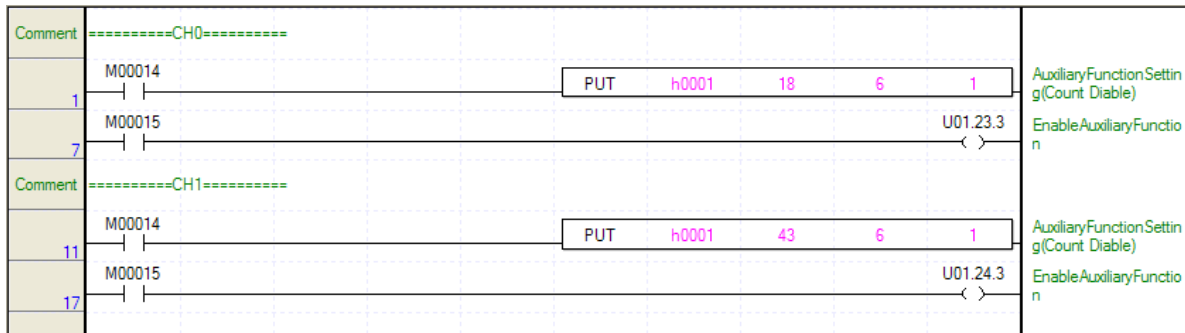 Comment ==========CH0==========
M00014
1 PUT h0001 18 6 1 AuxiliaryFunctionSettin
g(Count Diable)
M00015 U01.23.3 EnableAuxiliaryFunctio
7 n
Comment ==========CH1==========
M00014
11 PUT h0001 43 6 1 AuxiliaryFunctionSettin
g(Count Diable)
M00015 U01.24.3 EnableAuxiliaryFunctio
17 n